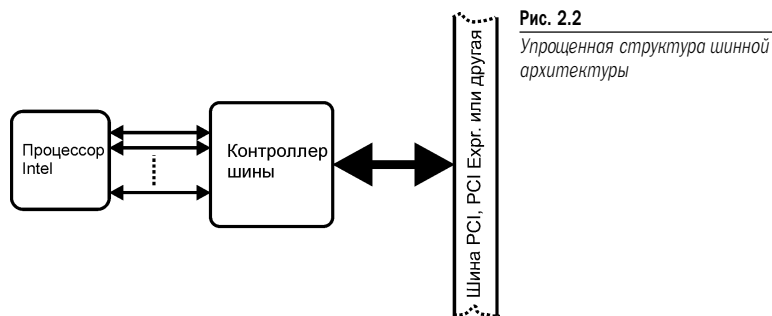 Рис. 2.2
Упрощенная структура шинной
архитектуры
Процессор
Intel
Контроллер
шины
Шина PCI, PCI Expr. или другая